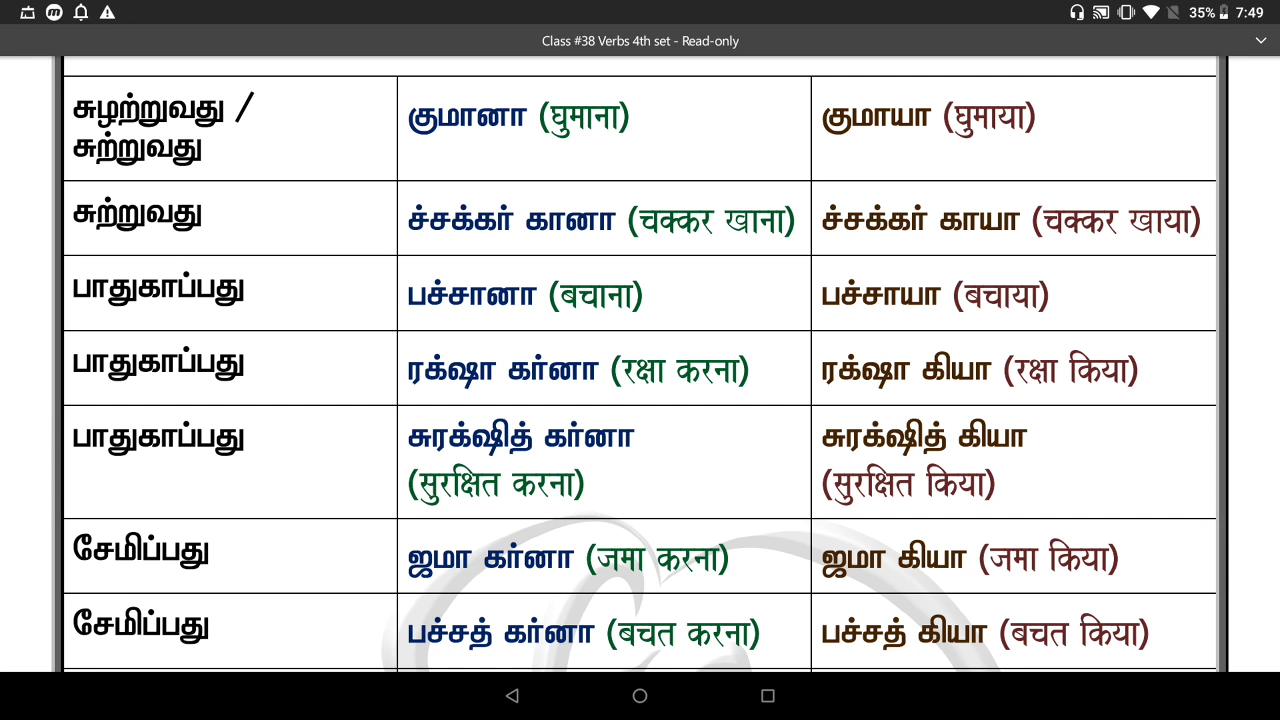 35% 7:49
Class #38 Verbs 4th set - Read-only
சுழற்றுவது / குமானா (घुमाना) குமாயா (घुमाया)
சுற்றுவது
சுற்றுவது ச்சக்கர் கானா (चक्कर खाना) ச்சக்கர் காயா (चक्कर खाया)
பாதுகாப்பது பச்சானா (बचाना) பச்சாயா (बचाया)
பாதுகாப்பது ரக்ஷா கர்னா (रक्षा करना) ரக்ஷா கியா (रक्षा किया)
பாதுகாப்பது சுரக்ஷித் கர்னா சுரக்ஷித் கியா
(सुरक्षित करना) (सुरक्षित किया)
சேமிப்பது ஜமா கர்னா (जमा करना) ஜமா கியா (जमा किया)
சேமிப்பது பச்சத் கர்னா (बचत करना) பச்சத் கியா (बचत किया)